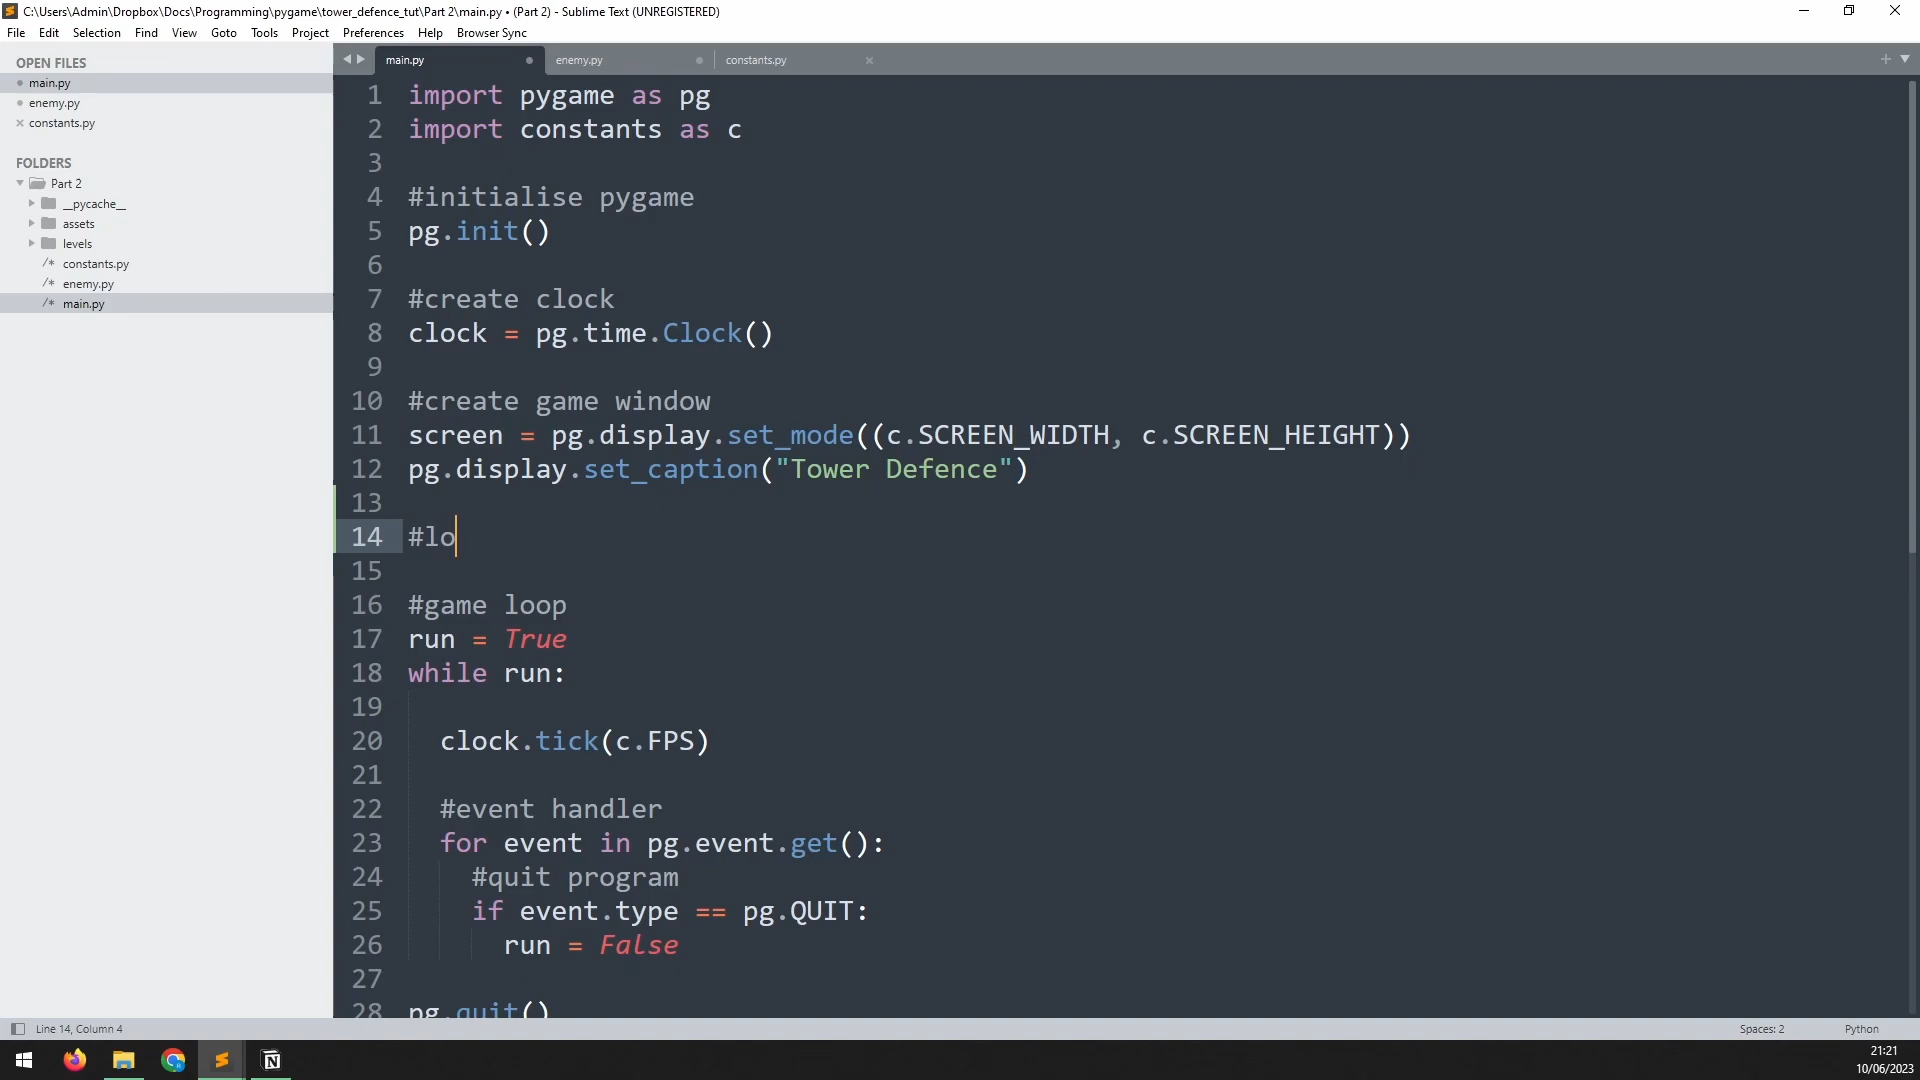 C:\Users\Admin\Dropbox\Docs\Programming\pygame\tower_defence_tut\Part 2\main.py • (Part 2) - Sublime Text (UNREGISTERED)
File Edit Selection Find View Goto Tools Project Preferences Help Browser Sync
OPEN FILES
main.py
enemy.py
constants.py
FOLDERS
Part 2
__pycache__
assets
levels
/* constants.py
/* enemy.py
/* main.py
main.py enemy.py constants.py
1 import pygame as pg
2 import constants as c
3
4 #initialise pygame
5 pg.init()
6
7 #create clock
8 clock = pg.time.Clock()
9
10 #create game window
11 screen = pg.display.set_mode((c.SCREEN_WIDTH, c.SCREEN_HEIGHT))
12 pg.display.set_caption("Tower Defence")
13
14 #lo
15
16 #game loop
17 run = True
18 while run:
19
20 clock.tick(c.FPS)
21
22 #event handler
23 for event in pg.event.get():
24 #quit program
25 if event.type == pg.QUIT:
26 run = False
27
28 pg.quit()
Line 14, Column 4
Spaces: 2
Python
21:21
10/06/2023